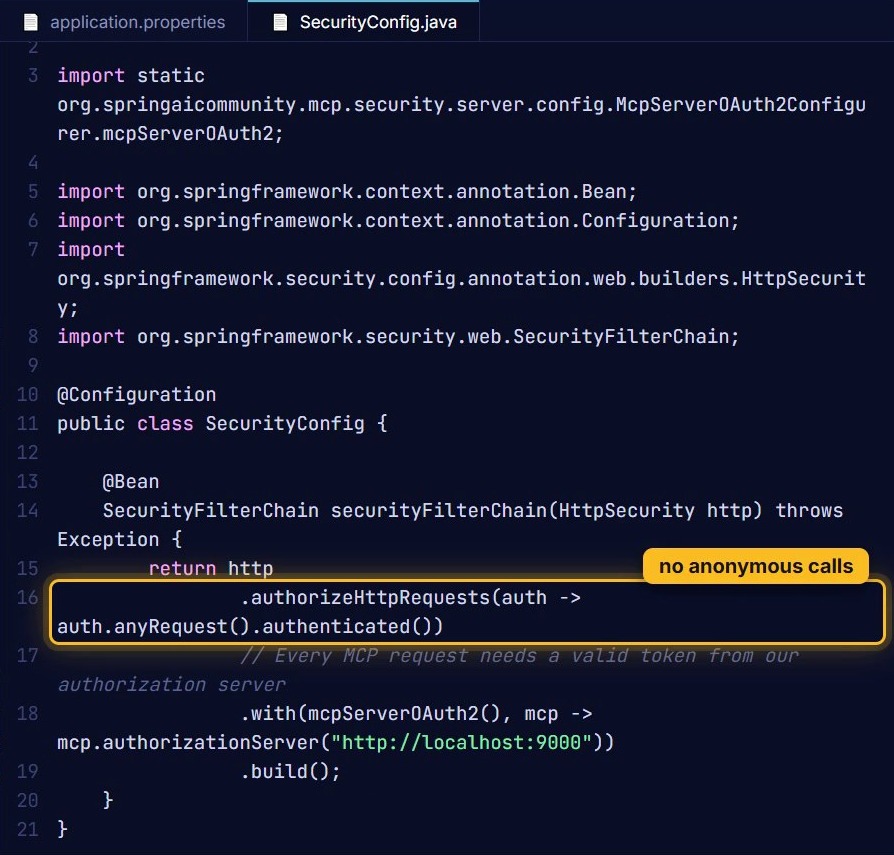 application.properties
SecurityConfig.java
2
3 import static
org.springaicommunity.mcp.security.server.config.McpServerOAuth2Configu
rer.mcpServerOAuth2;
4
5 import org.springframework.context.annotation.Bean;
6 import org.springframework.context.annotation.Configuration;
7 import
org.springframework.security.config.annotation.web.builders.HttpSecurit
y;
8 import org.springframework.security.web.SecurityFilterChain;
9
10 @Configuration
11 public class SecurityConfig {
12
13     @Bean
14     SecurityFilterChain securityFilterChain(HttpSecurity http) throws
Exception {
15         return http
no anonymous calls
16                 .authorizeHttpRequests(auth ->
auth.anyRequest().authenticated())
17                 // Every MCP request needs a valid token from our
authorization server
18                 .with(mcpServerOAuth2(), mcp ->
mcp.authorizationServer("http://localhost:9000"))
19                 .build();
20     }
21 }